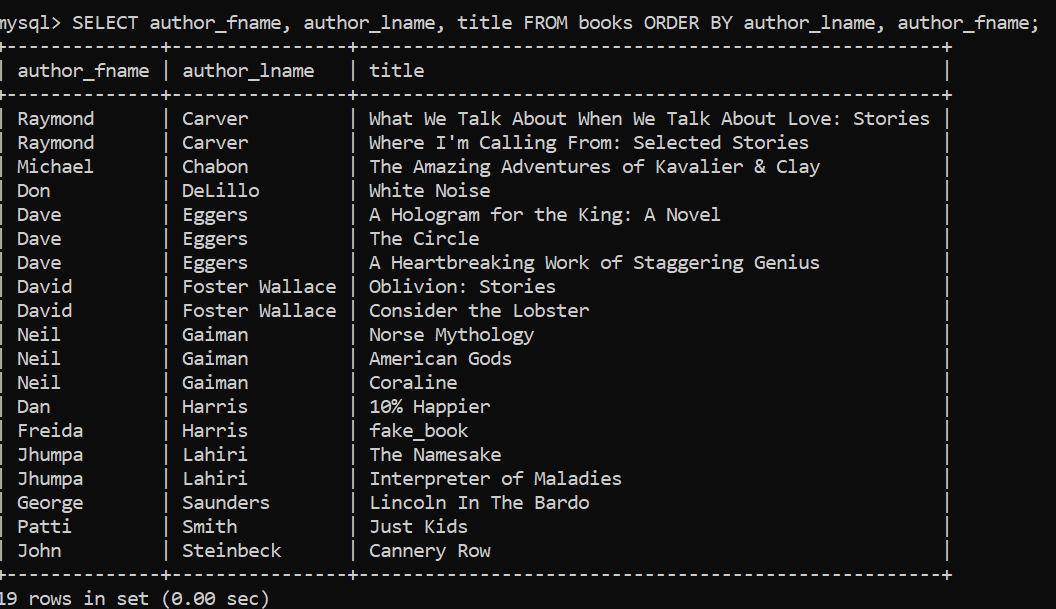 mysql> SELECT author_fname, author_lname, title FROM books ORDER BY author_lname, author_fname;
+--------------+----------------+-----------------------------------------------------+
| author_fname | author_lname   | title                                               |
+--------------+----------------+-----------------------------------------------------+
| Raymond      | Carver         | What We Talk About When We Talk About Love: Stories |
| Raymond      | Carver         | Where I'm Calling From: Selected Stories            |
| Michael      | Chabon         | The Amazing Adventures of Kavalier & Clay           |
| Don          | DeLillo        | White Noise                                         |
| Dave         | Eggers         | A Hologram for the King: A Novel                    |
| Dave         | Eggers         | The Circle                                          |
| Dave         | Eggers         | A Heartbreaking Work of Staggering Genius           |
| David        | Foster Wallace | Oblivion: Stories                                   |
| David        | Foster Wallace | Consider the Lobster                                |
| Neil         | Gaiman         | Norse Mythology                                     |
| Neil         | Gaiman         | American Gods                                       |
| Neil         | Gaiman         | Coraline                                            |
| Dan          | Harris         | 10% Happier                                         |
| Freida       | Harris         | fake_book                                           |
| Jhumpa       | Lahiri         | The Namesake                                        |
| Jhumpa       | Lahiri         | Interpreter of Maladies                             |
| George       | Saunders       | Lincoln In The Bardo                                |
| Patti        | Smith          | Just Kids                                           |
| John         | Steinbeck      | Cannery Row                                         |
+--------------+----------------+-----------------------------------------------------+
19 rows in set (0.00 sec)